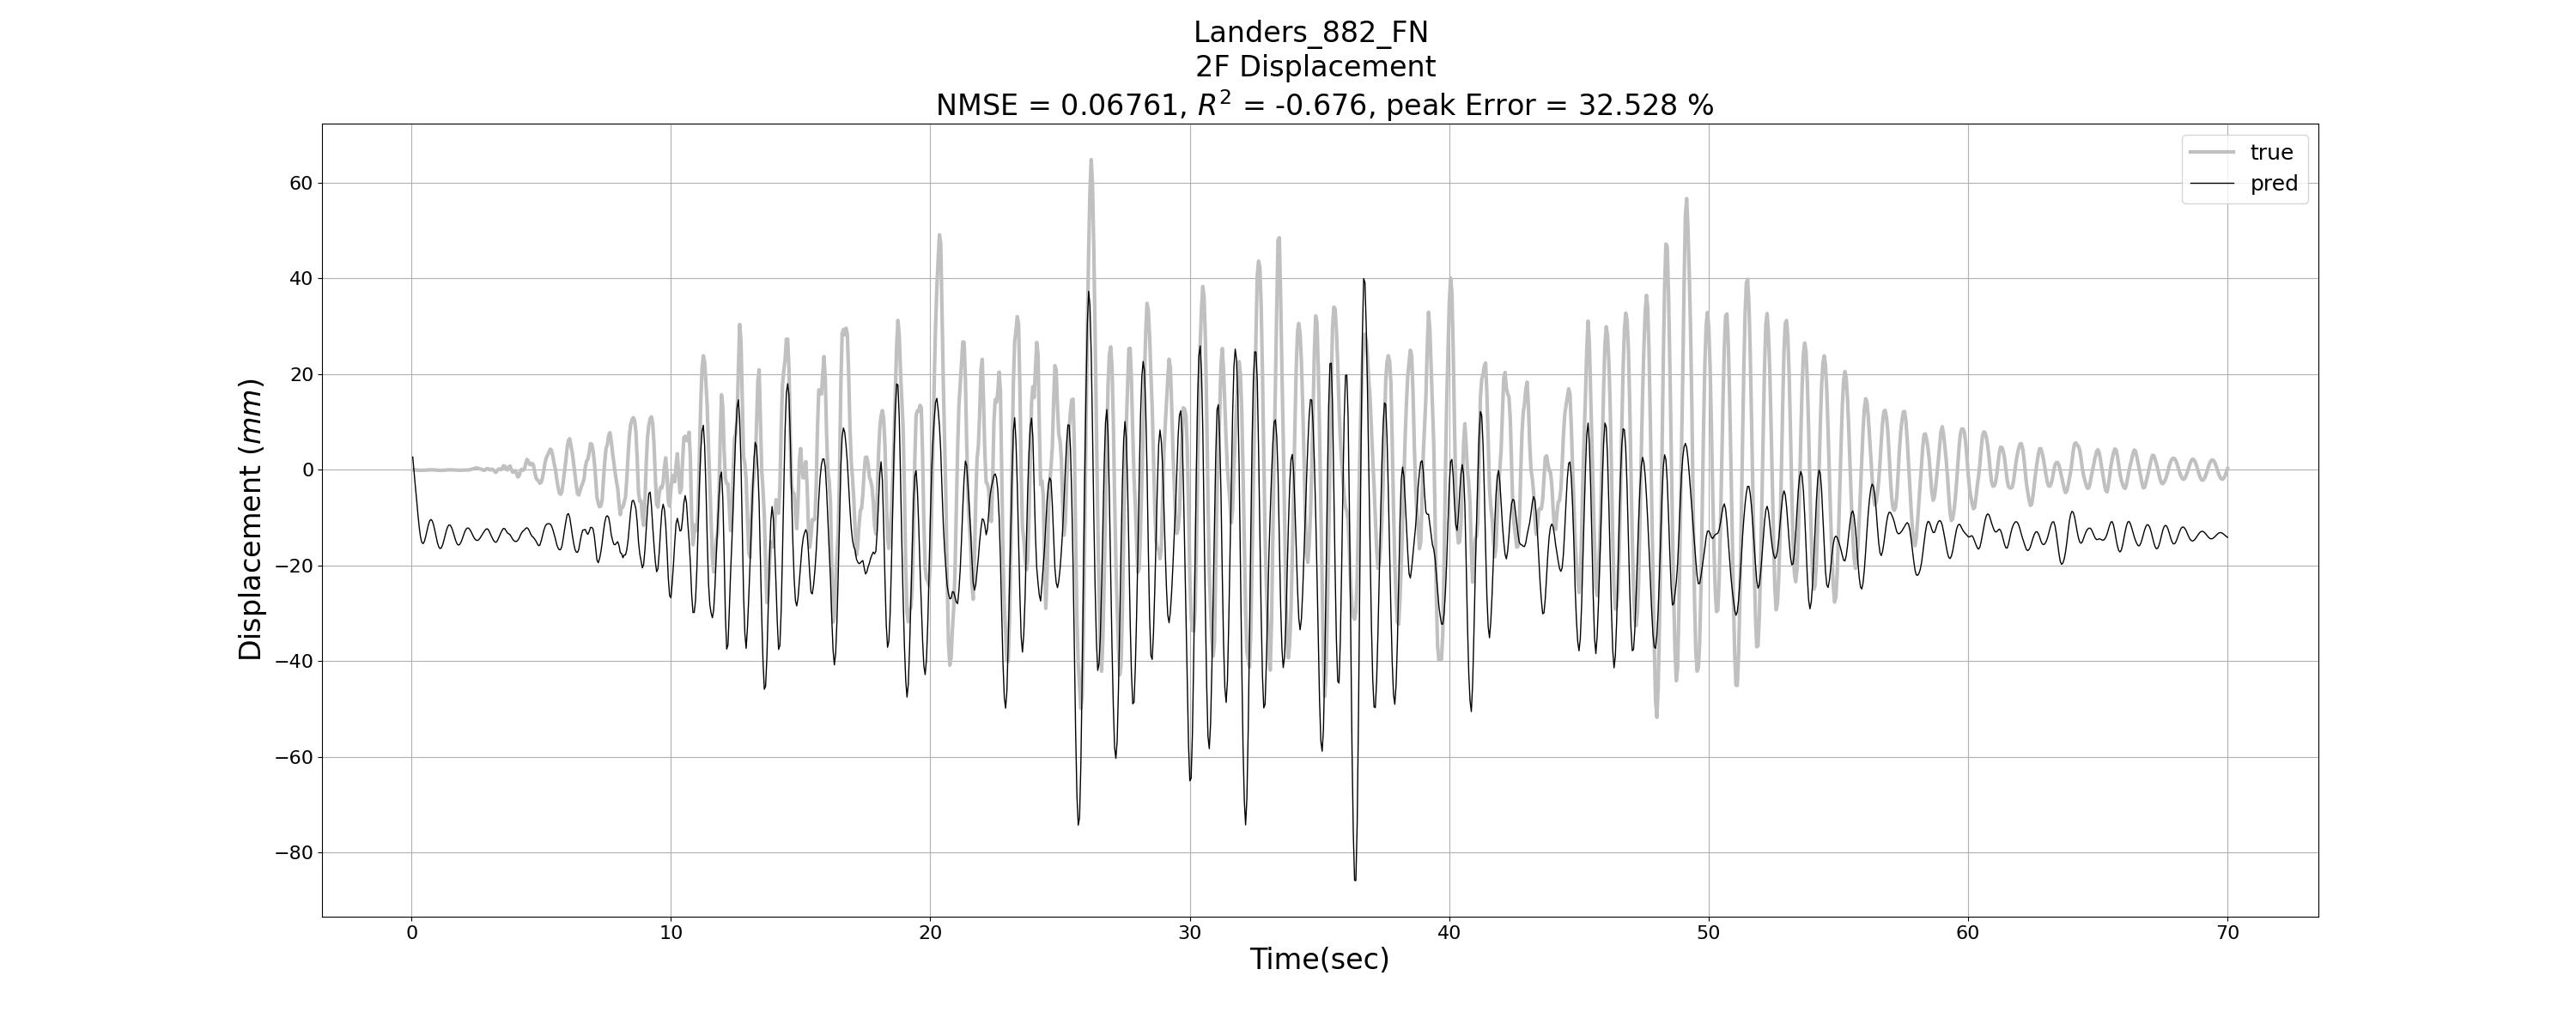 Landers_882_FN
2F Displacement
NMSE = 0.06761, R² = -0.676, peak Error = 32.528 %
true
pred
Displacement (mm)
60
40
20
0
−20
−40
−60
−80
0 10 20 30 40 50 60 70
Time(sec)